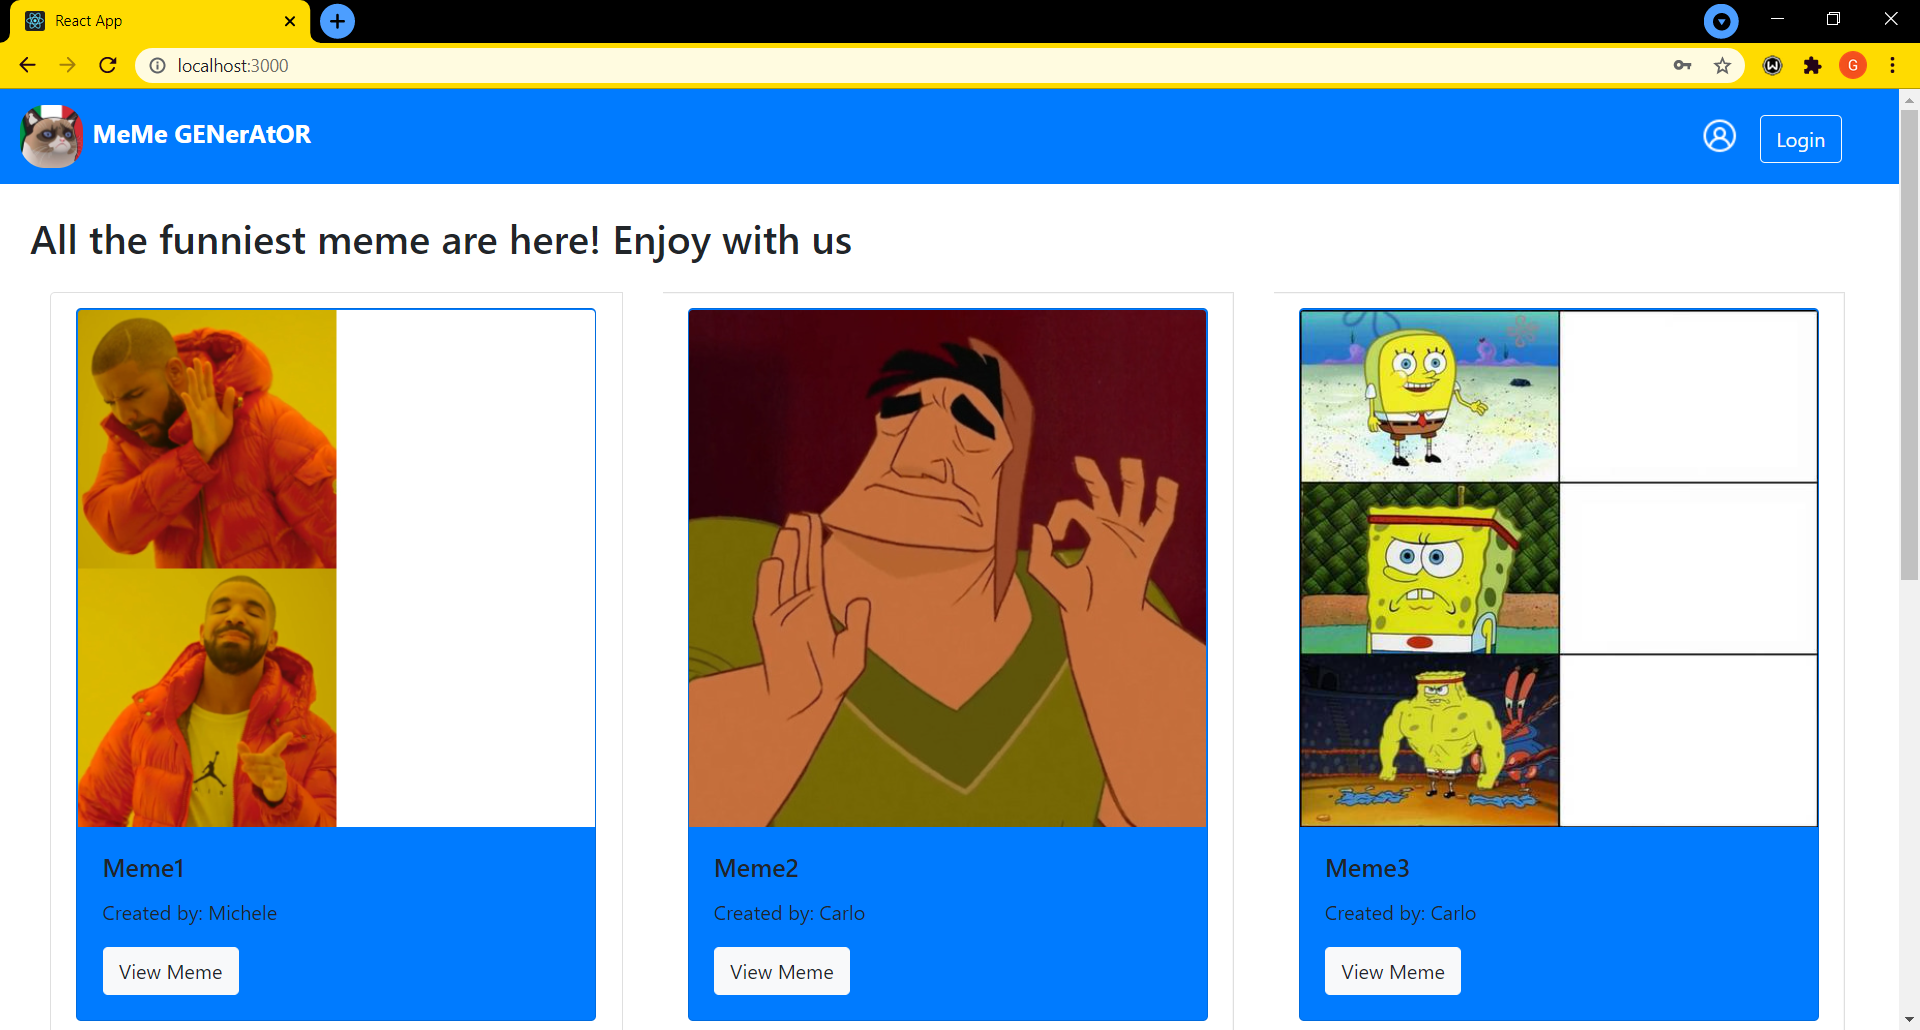 React App
localhost:3000
G
MeMe GENerAtOR
Login
All the funniest meme are here! Enjoy with us
Meme1
Created by: Michele
View Meme
Meme2
Created by: Carlo
View Meme
Meme3
Created by: Carlo
View Meme